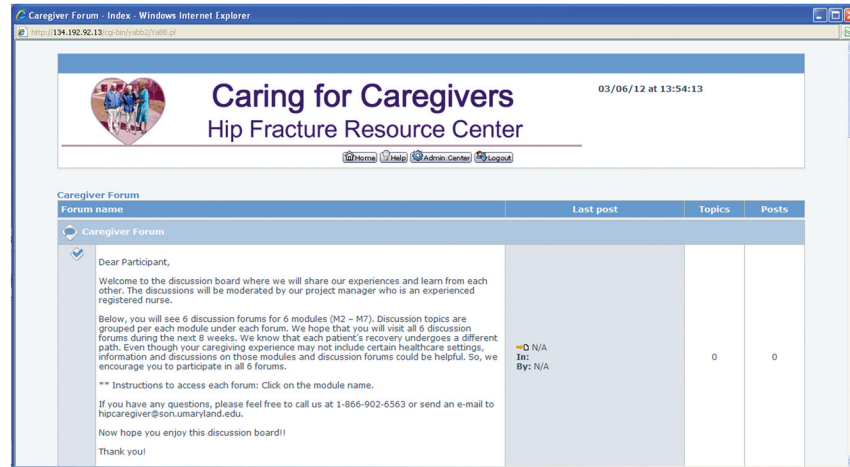 Caregiver Forum - Index - Windows Internet Explorer
http://134.192.92.13/cgi-bin/yabb2/YaBB.pl
Caring for Caregivers
03/06/12 at 13:54:13
Hip Fracture Resource Center
Home Help Admin Center Logout
Caregiver Forum
Forum name Last post Topics Posts
Caregiver Forum
Dear Participant,
Welcome to the discussion board where we will share our experiences and learn from each
other. The discussions will be moderated by our project manager who is an experienced
registered nurse.
Below, you will see 6 discussion forums for 6 modules (M2 – M7). Discussion topics are
grouped per each module under each forum. We hope that you will visit all 6 discussion
forums during the next 8 weeks. We know that each patient's recovery undergoes a different
path. Even though your caregiving experience may not include certain healthcare settings,
information and discussions on those modules and discussion forums could be helpful. So, we
encourage you to participate in all 6 forums.
** Instructions to access each forum: Click on the module name.
If you have any questions, please feel free to call us at 1-866-902-6563 or send an e-mail to
hipcaregiver@son.umaryland.edu.
Now hope you enjoy this discussion board!!
Thank you!
N/A
In:
By: N/A
0
0